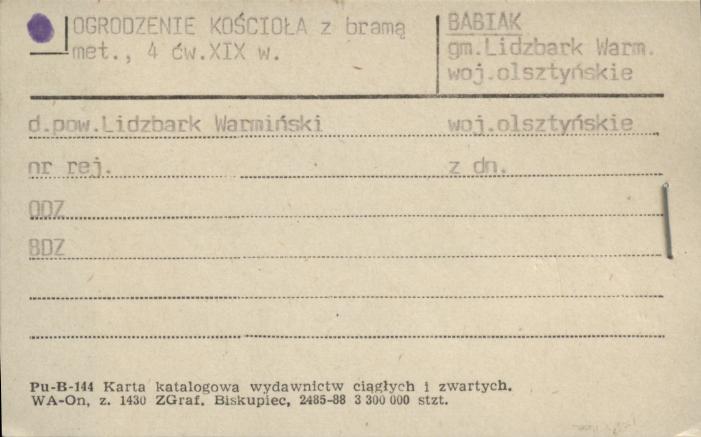 OGRODZENIE KOŚCIOŁA z bramą
met., 4 ćw.XIX w.
BABIAK
gm.Lidzbark Warm.
woj.olsztyńskie
d.pow.Lidzbark Warmiński woj.olsztyńskie
nr rej. z dn.
ODZ
BDZ
Pu-B-144 Karta katalogowa wydawnictw ciągłych i zwartych.
WA-On, z. 1430 ZGraf. Biskupiec, 2485-88 3 300 000 stzt.